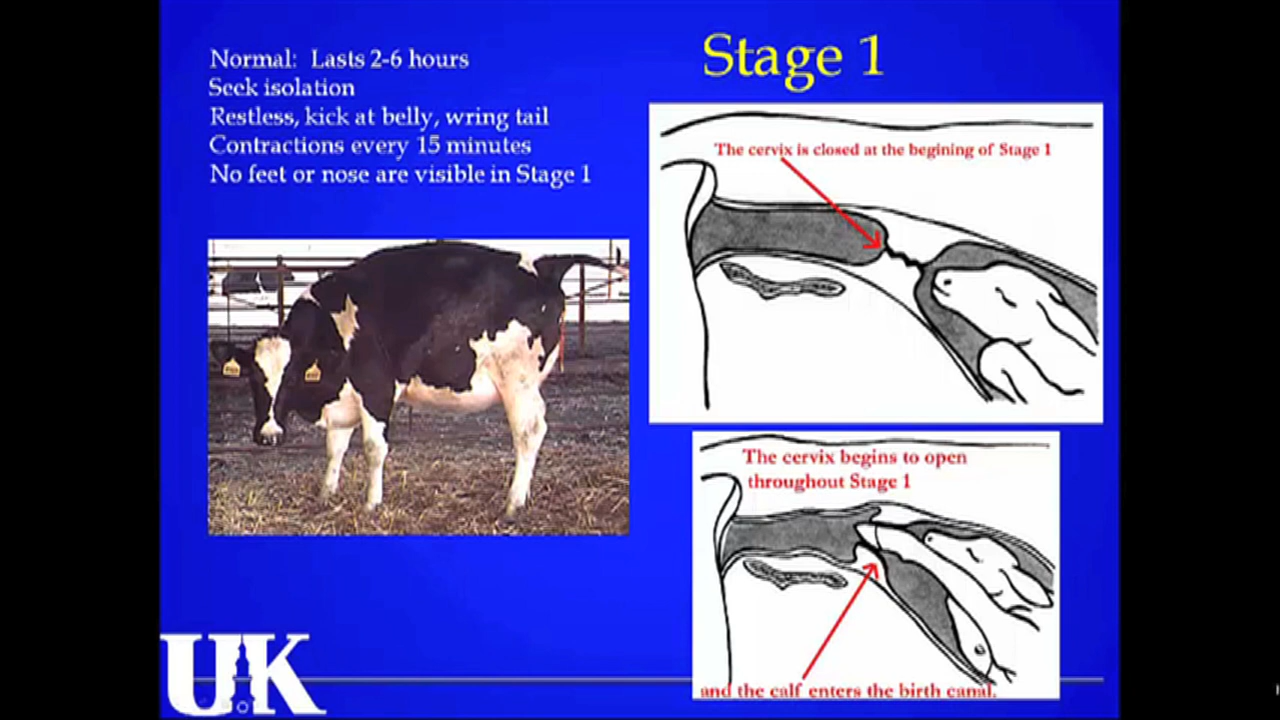 Stage 1
Normal: Lasts 2-6 hours
Seek isolation
Restless, kick at belly, wring tail
Contractions every 15 minutes
No feet or nose are visible in Stage 1
The cervix is closed at the begining of Stage 1
The cervix begins to open
throughout Stage 1
and the calf enters the birth canal.
UK